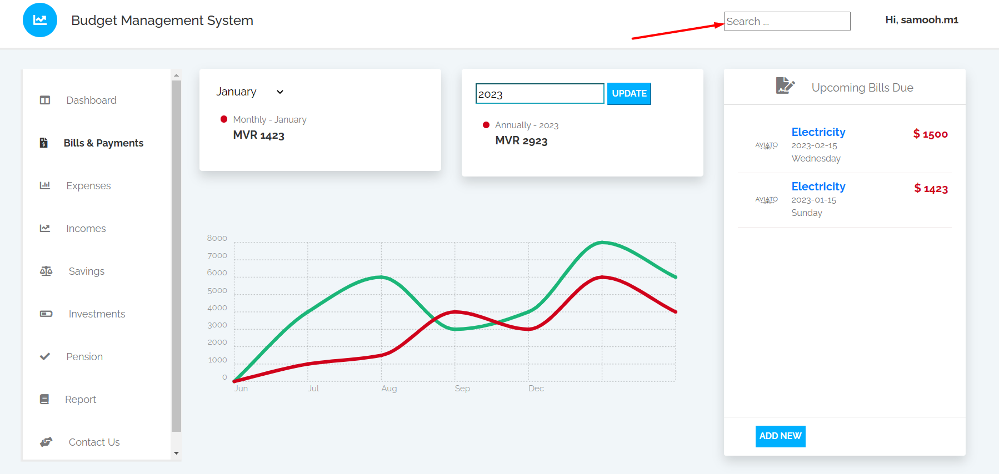 Budget Management System
Search ...
Hi, samooh.m1
Dashboard
Bills & Payments
Expenses
Incomes
Savings
Investments
Pension
Report
Contact Us
January
Monthly - January
MVR 1423
2023
UPDATE
Annually - 2023
MVR 2923
8000
7000
6000
5000
4000
3000
2000
1000
0
Jun Jul Aug Sep Dec
Upcoming Bills Due
AVIATO
Electricity
$ 1500
2023-02-15
Wednesday
AVIATO
Electricity
$ 1423
2023-01-15
Sunday
ADD NEW